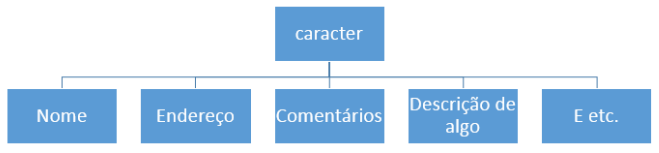 caracter
Nome
Endereço
Comentários
Descrição de
algo
E etc.